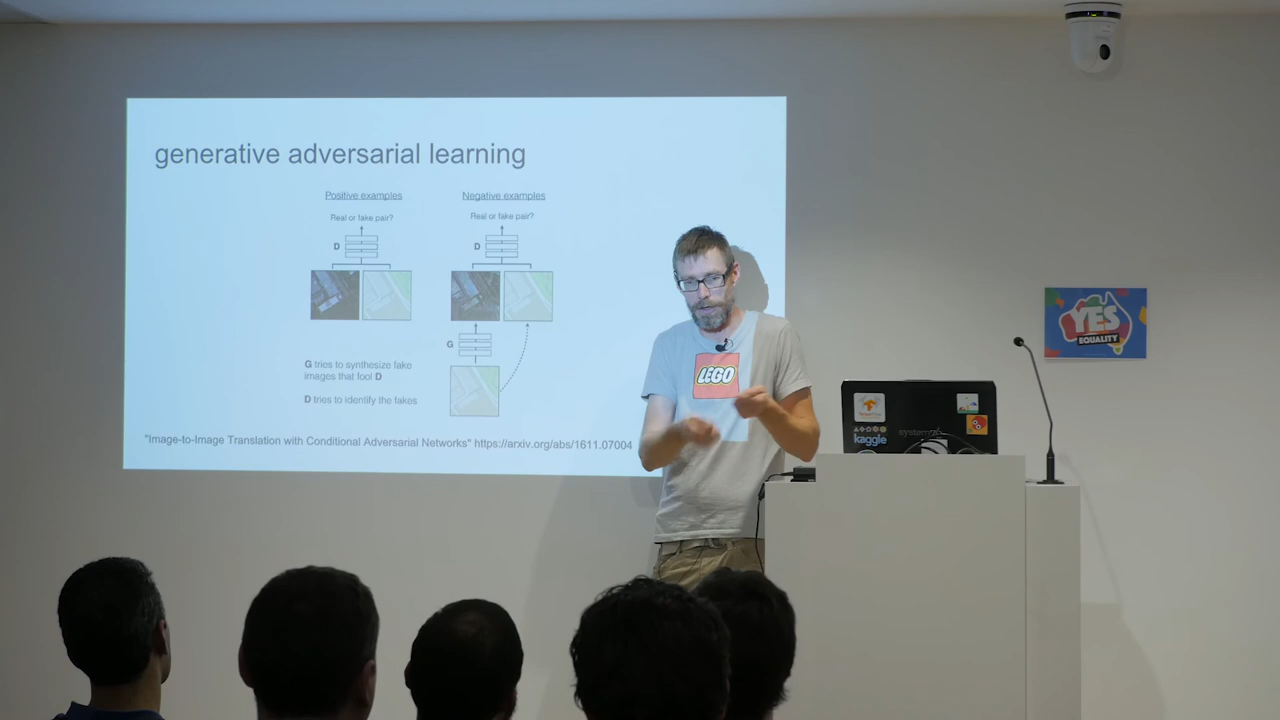 generative adversarial learning
Positive examples
Negative examples
Real or fake pair?
Real or fake pair?
D
D
G
G tries to synthesize fake
images that fool D
D tries to identify the fakes
"Image-to-Image Translation with Conditional Adversarial Networks" https://arxiv.org/abs/1611.07004
LEGO
YES
EQUALITY
kaggle